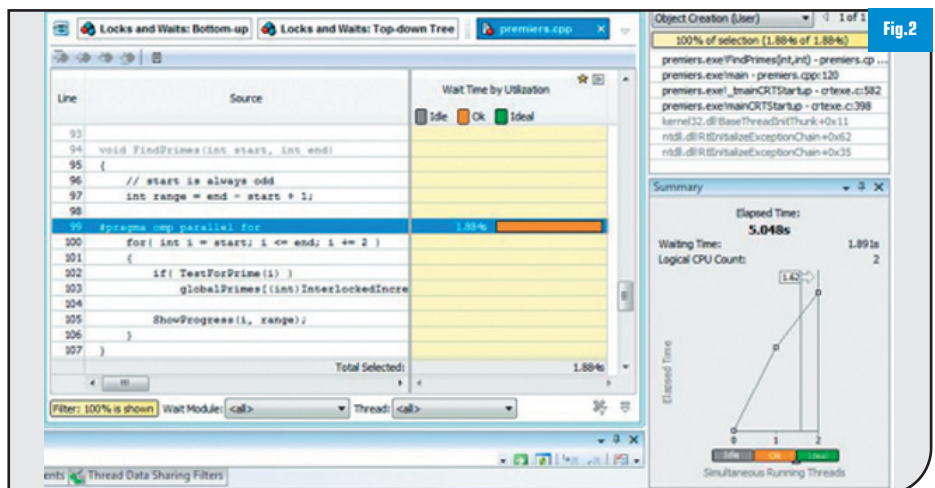 Fig.2
Locks and Waits: Bottom-up
Locks and Waits: Top-down Tree
premiers.cpp
Line
Source
Wait Time by Utilization
Idle Ok Ideal
93
94 void FindPrimes(int start, int end)
95 {
96 // start is always odd
97 int range = end - start + 1;
98
99 #pragma omp parallel for 1.884s
100 for( int i = start; i <= end; i += 2 )
101 {
102 if( TestForPrime(i) )
103 globalPrimes[(int)InterlockedIncre
104
105 ShowProgress(i, range);
106 }
107 }
Total Selected: 1.884s
Filter: 100% is shown Wait Module: <all> Thread: <all>
ents Thread Data Sharing Filters
Object Creation (User) 1 of 1
100% of selection (1.884s of 1.884s)
premiers.exe!FindPrimes(int,int) - premiers.cp ...
premiers.exe!main - premiers.cpp:120
premiers.exe!_tmainCRTStartup - crtexe.c:582
premiers.exe!mainCRTStartup - crtexe.c:398
kernel32.dll!BaseThreadInitThunk+0x11
ntdll.dll!RtlInitializeExceptionChain+0x62
ntdll.dll!RtlInitializeExceptionChain+0x35
Summary
Elapsed Time:
5.048s
Waiting Time: 1.891s
Logical CPU Count: 2
1.62
Elapsed Time
0 1 2
Idle Ok Ideal
Simultaneous Running Threads